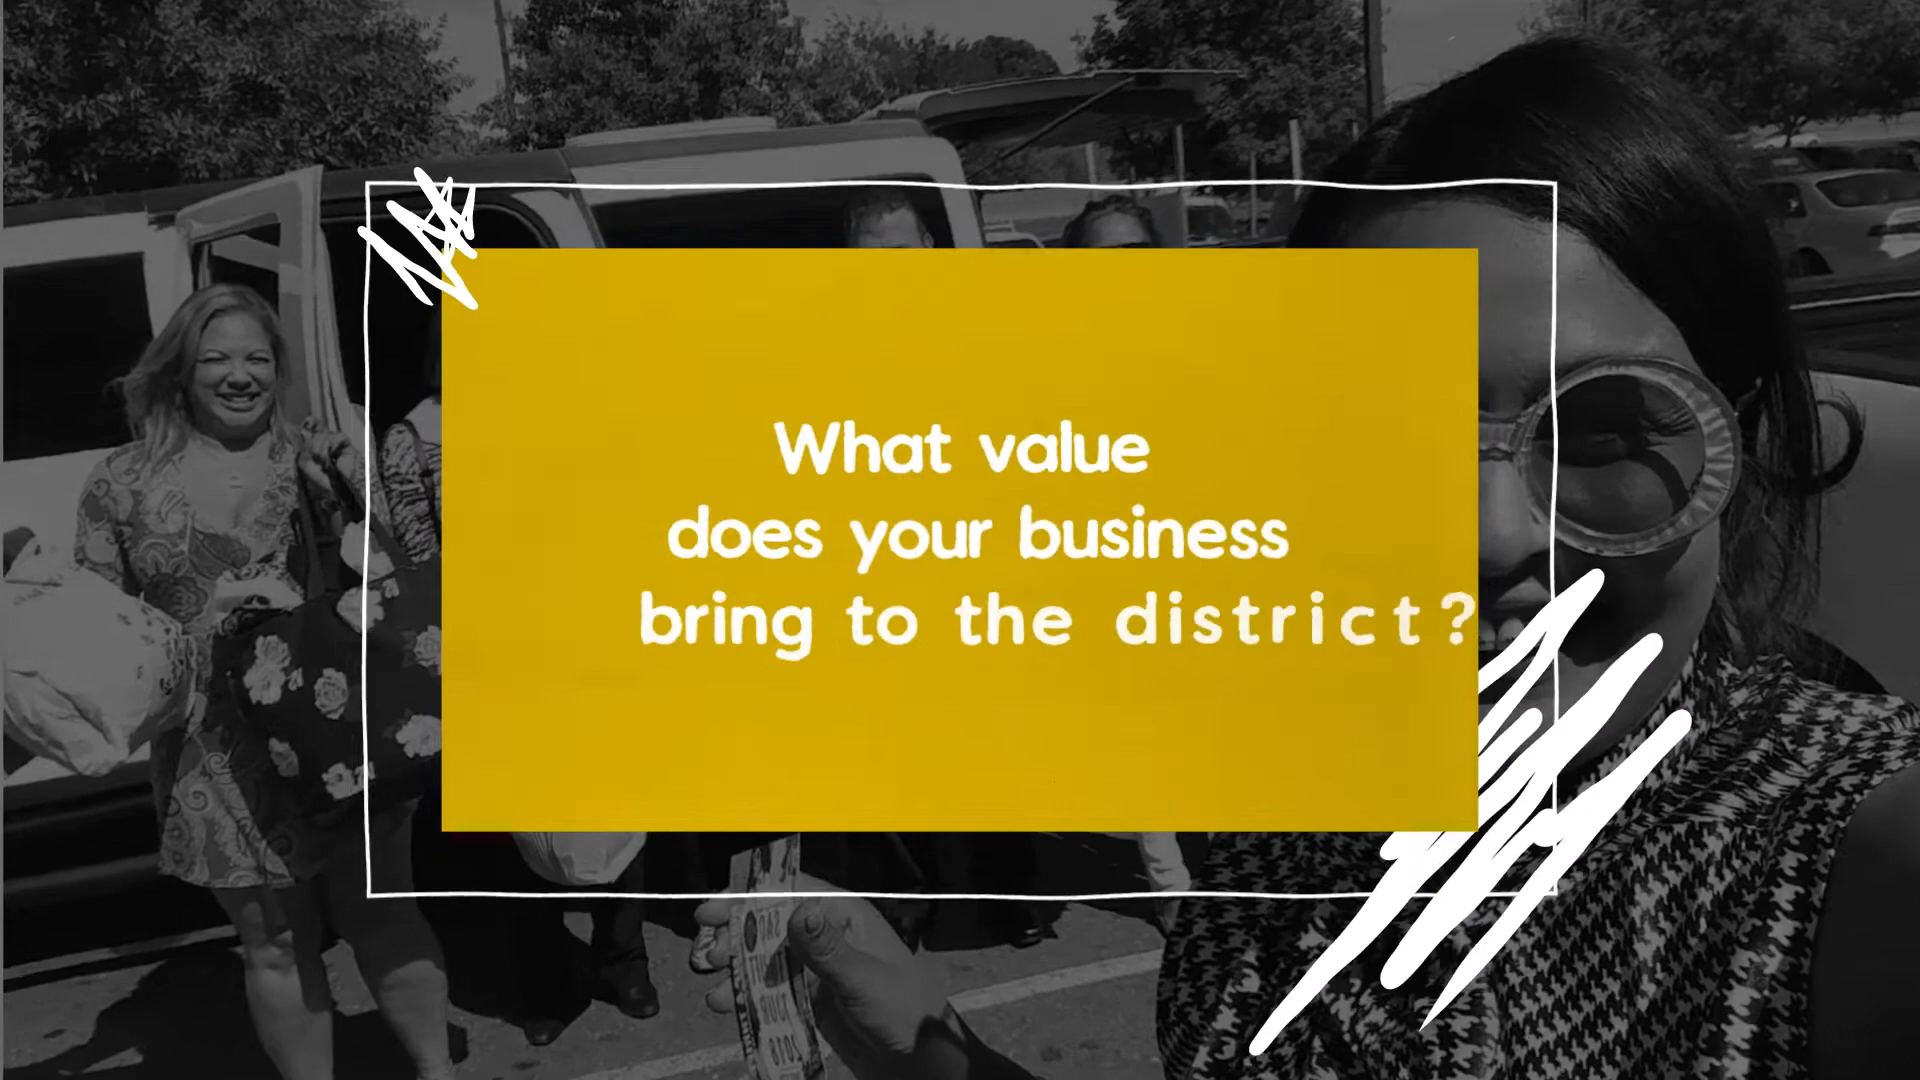 What value
does your business
bring to the district?